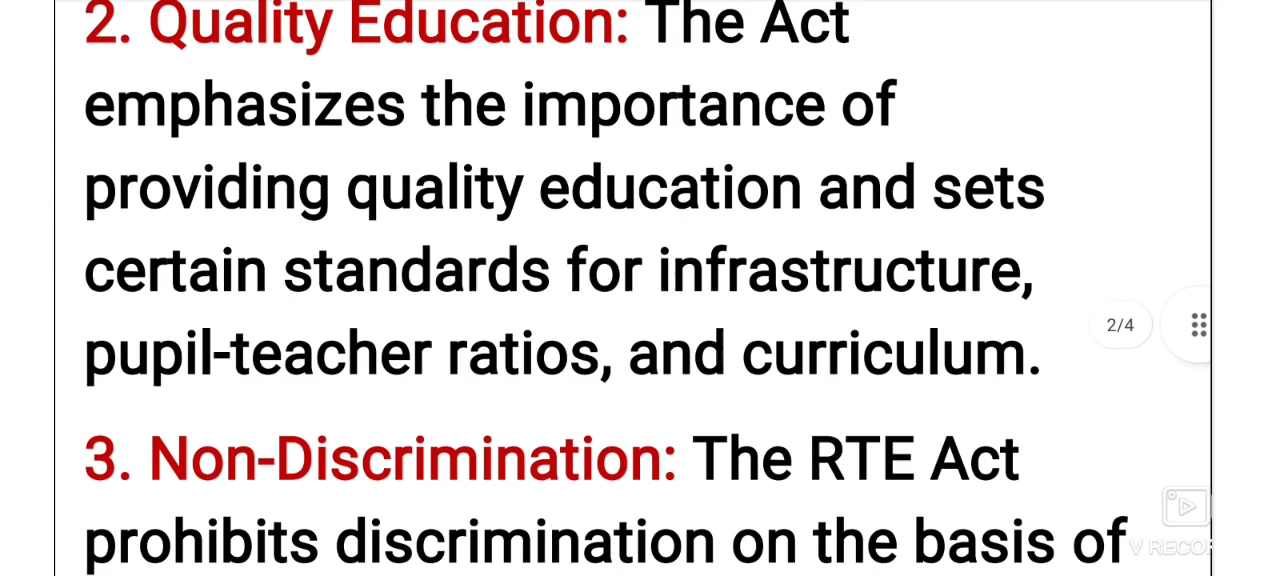 2. Quality Education: The Act
emphasizes the importance of
providing quality education and sets
certain standards for infrastructure,
2/4
pupil-teacher ratios, and curriculum.
3. Non-Discrimination: The RTE Act
prohibits discrimination on the basis of
V RECOR